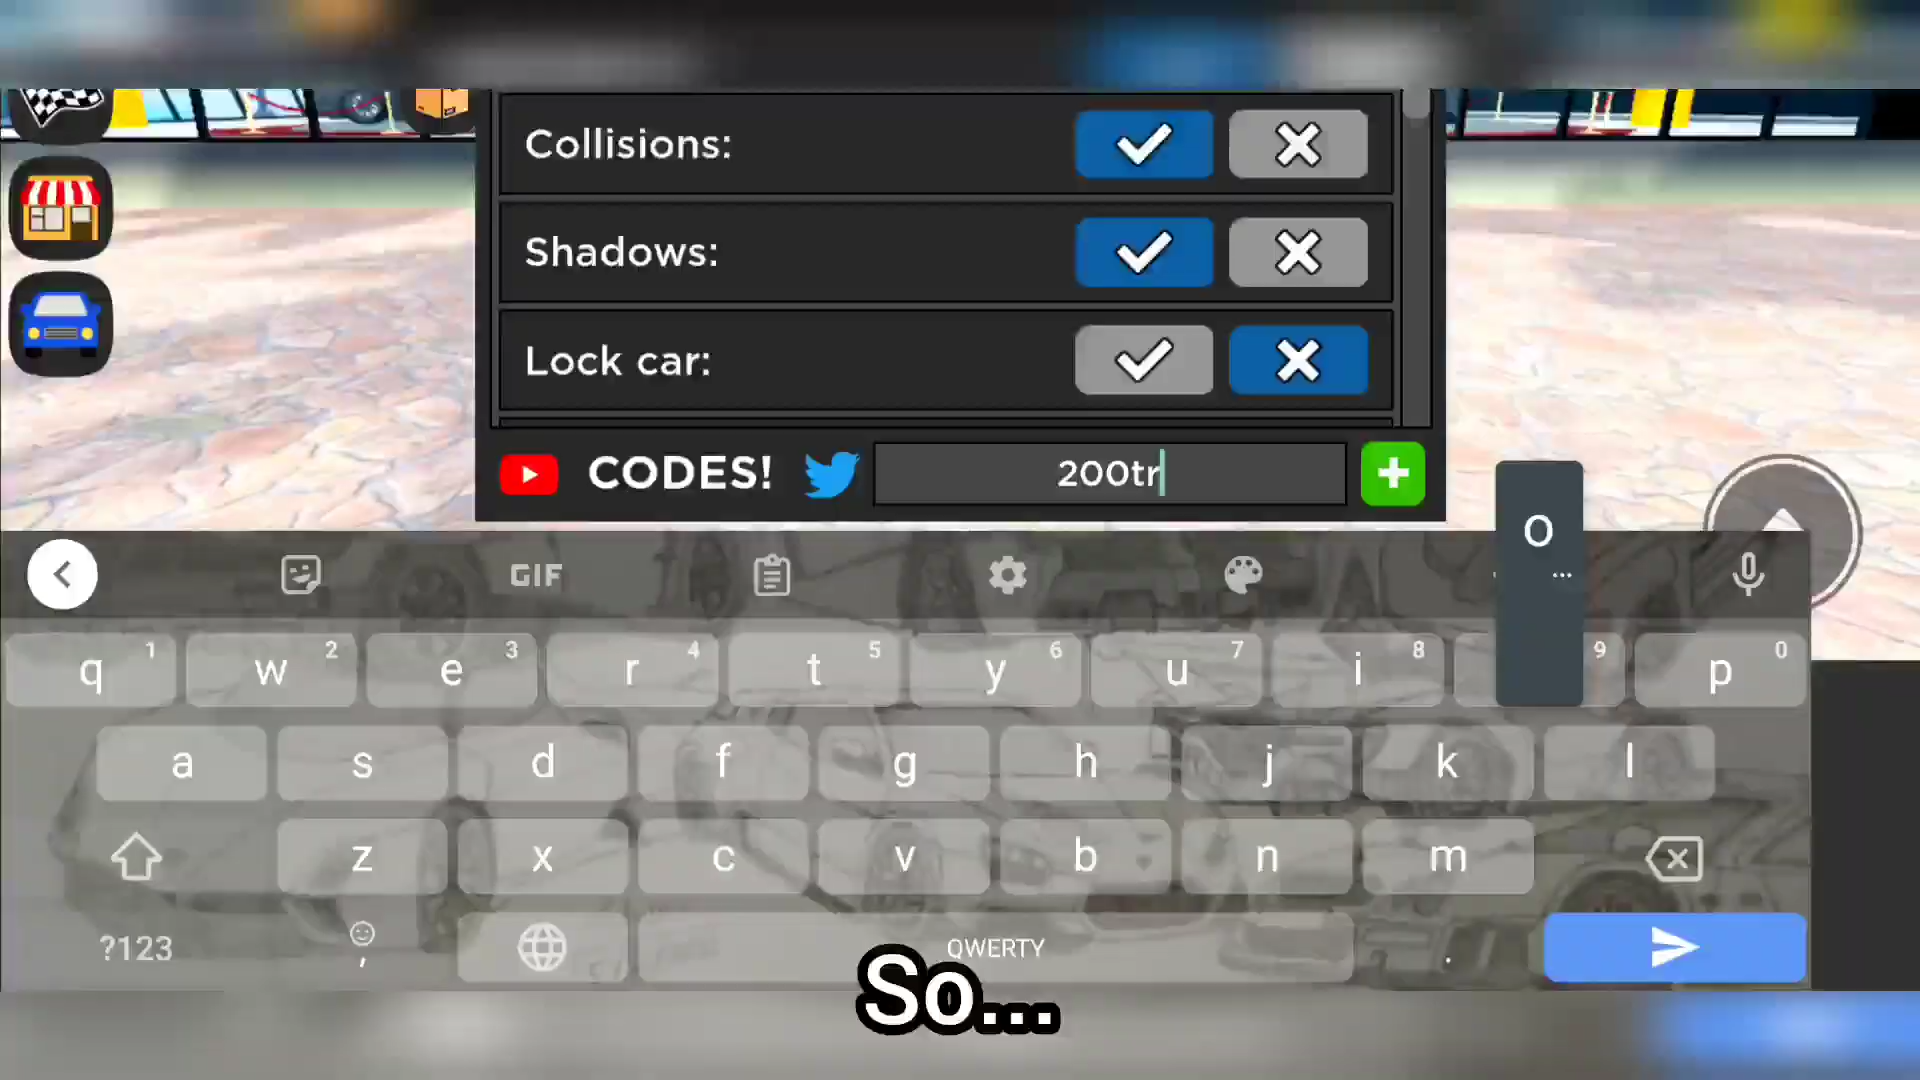 Collisions:
Shadows:
Lock car:
CODES! 200tr
o
...
GIF
q 1 w 2 e 3 r 4 t 5 y 6 u 7 i 8 9 p 0
a s d f g h j k l
z x c v b n m
?123 , QWERTY .
So...